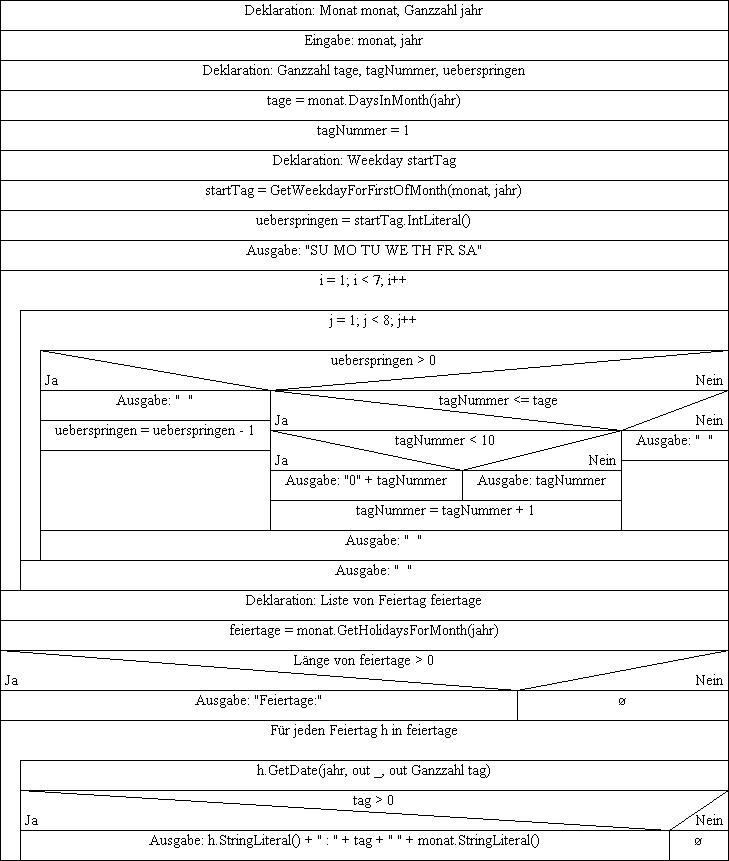 Deklaration: Monat monat, Ganzzahl jahr
Eingabe: monat, jahr
Deklaration: Ganzzahl tage, tagNummer, ueberspringen
tage = monat.DaysInMonth(jahr)
tagNummer = 1
Deklaration: Weekday startTag
startTag = GetWeekdayForFirstOfMonth(monat, jahr)
ueberspringen = startTag.IntLiteral()
Ausgabe: "SU MO TU WE TH FR SA"
i = 1; i < 7; i++
j = 1; j < 8; j++
ueberspringen > 0
Ja Nein
Ausgabe: "  " tagNummer <= tage
Ja Nein
ueberspringen = ueberspringen - 1 tagNummer < 10 Ausgabe: "  "
Ja Nein
Ausgabe: "0" + tagNummer Ausgabe: tagNummer
tagNummer = tagNummer + 1
Ausgabe: "  "
Ausgabe: "  "
Deklaration: Liste von Feiertag feiertage
feiertage = monat.GetHolidaysForMonth(jahr)
Länge von feiertage > 0
Ja Nein
Ausgabe: "Feiertage:" ø
Für jeden Feiertag h in feiertage
h.GetDate(jahr, out _, out Ganzzahl tag)
tag > 0
Ja Nein
Ausgabe: h.StringLiteral() + " : " + tag + " " + monat.StringLiteral() ø